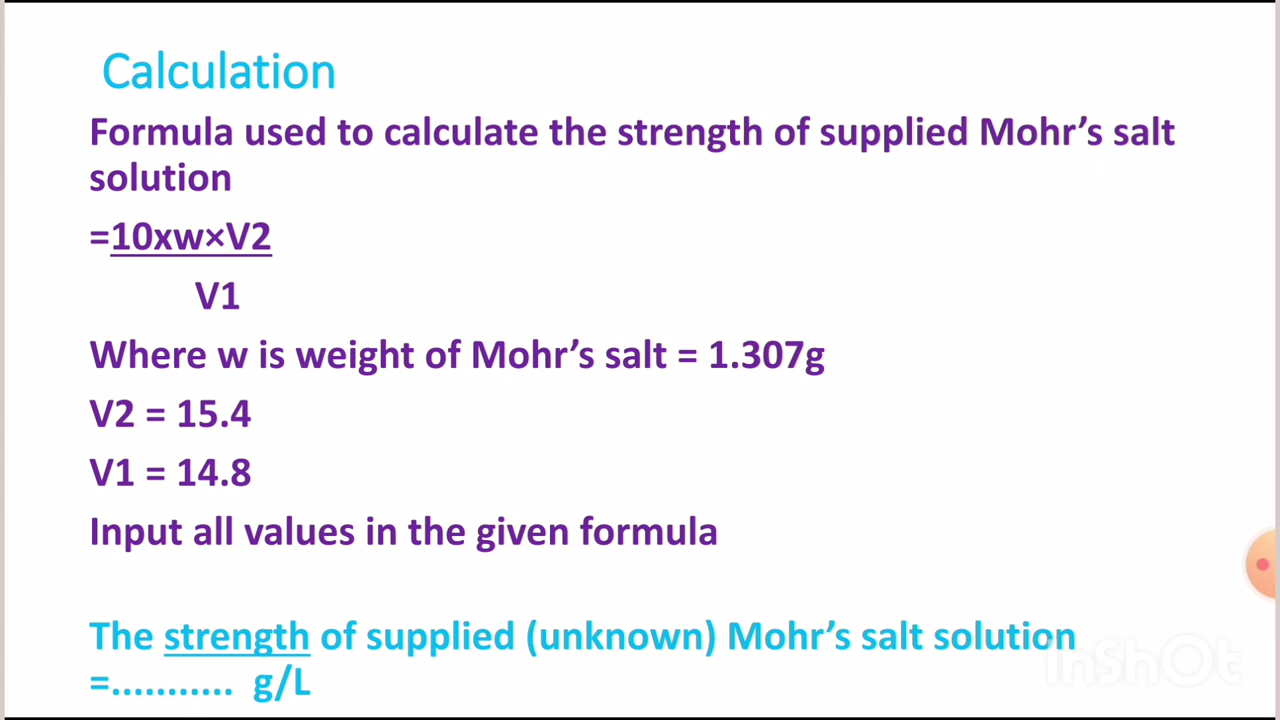 Calculation
Formula used to calculate the strength of supplied Mohr’s salt
solution
=10xw×V2
V1
Where w is weight of Mohr’s salt = 1.307g
V2 = 15.4
V1 = 14.8
Input all values in the given formula
The strength of supplied (unknown) Mohr’s salt solution
=............ g/L
InShOt